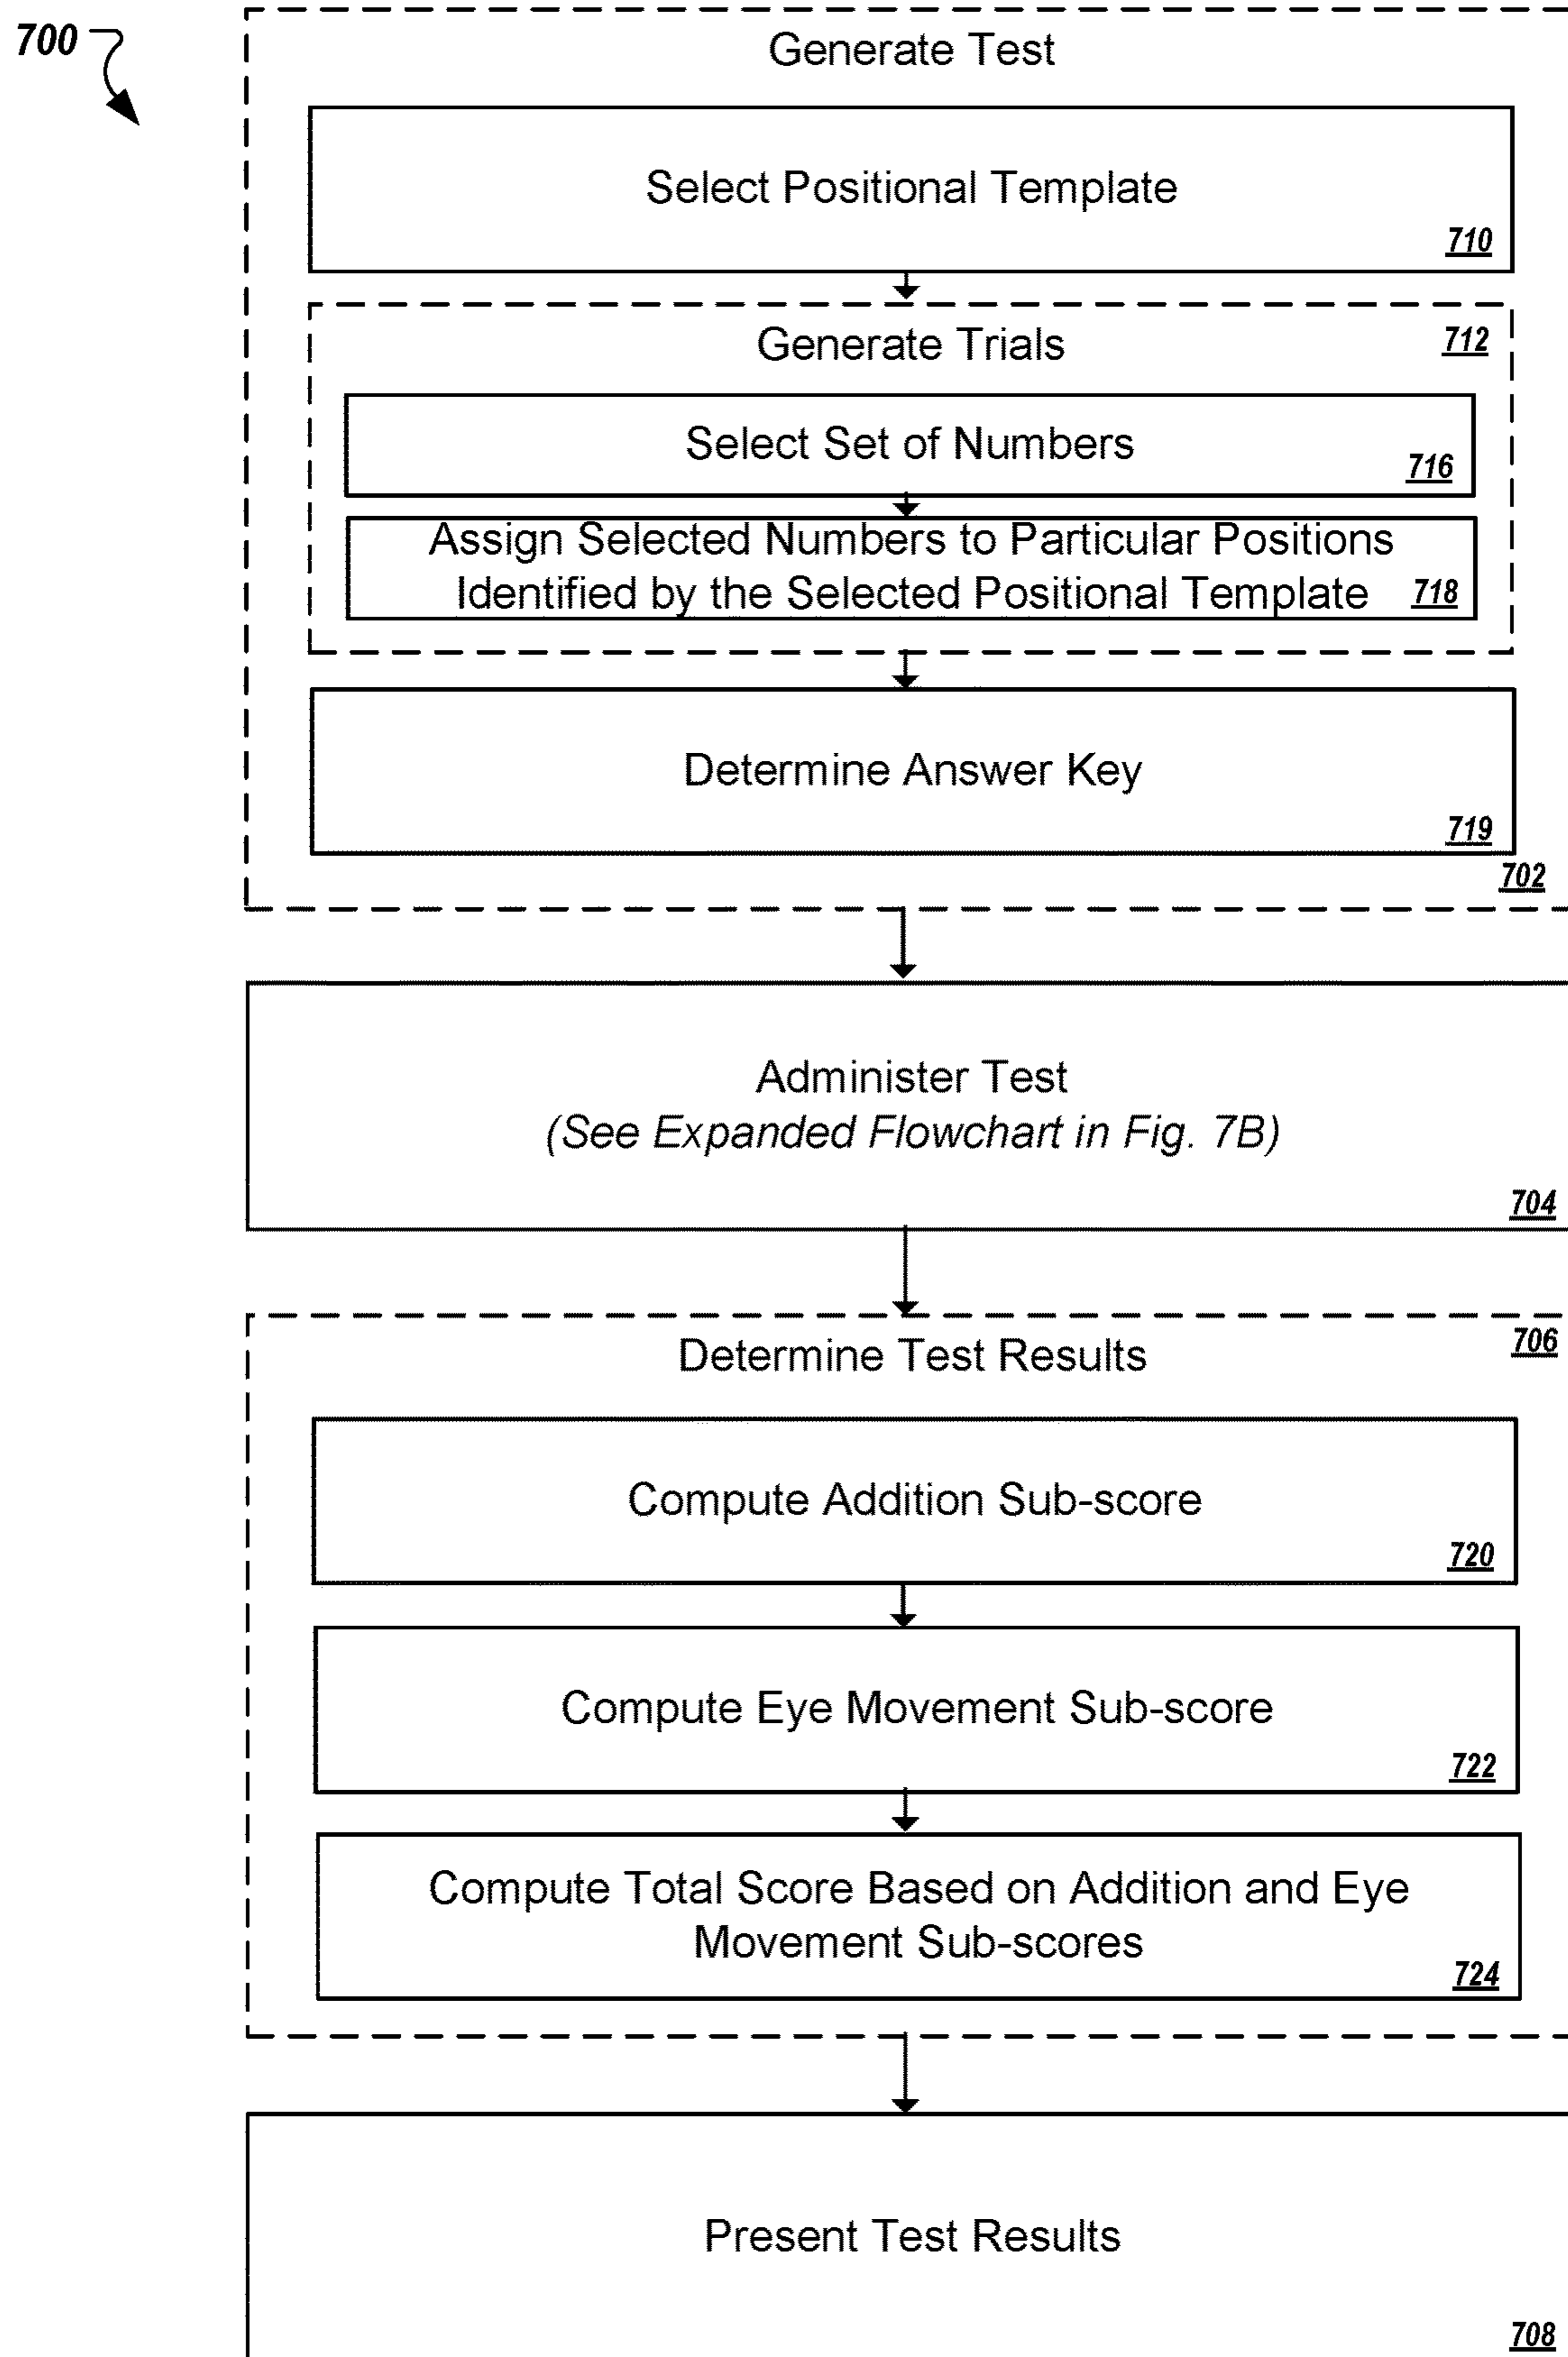 700
Generate Test
Select Positional Template
710
Generate Trials
712
Select Set of Numbers
716
Assign Selected Numbers to Particular Positions
Identified by the Selected Positional Template
718
Determine Answer Key
719
702
Administer Test
(See Expanded Flowchart in Fig. 7B)
704
Determine Test Results
706
Compute Addition Sub-score
720
Compute Eye Movement Sub-score
722
Compute Total Score Based on Addition and Eye
Movement Sub-scores
724
Present Test Results
708